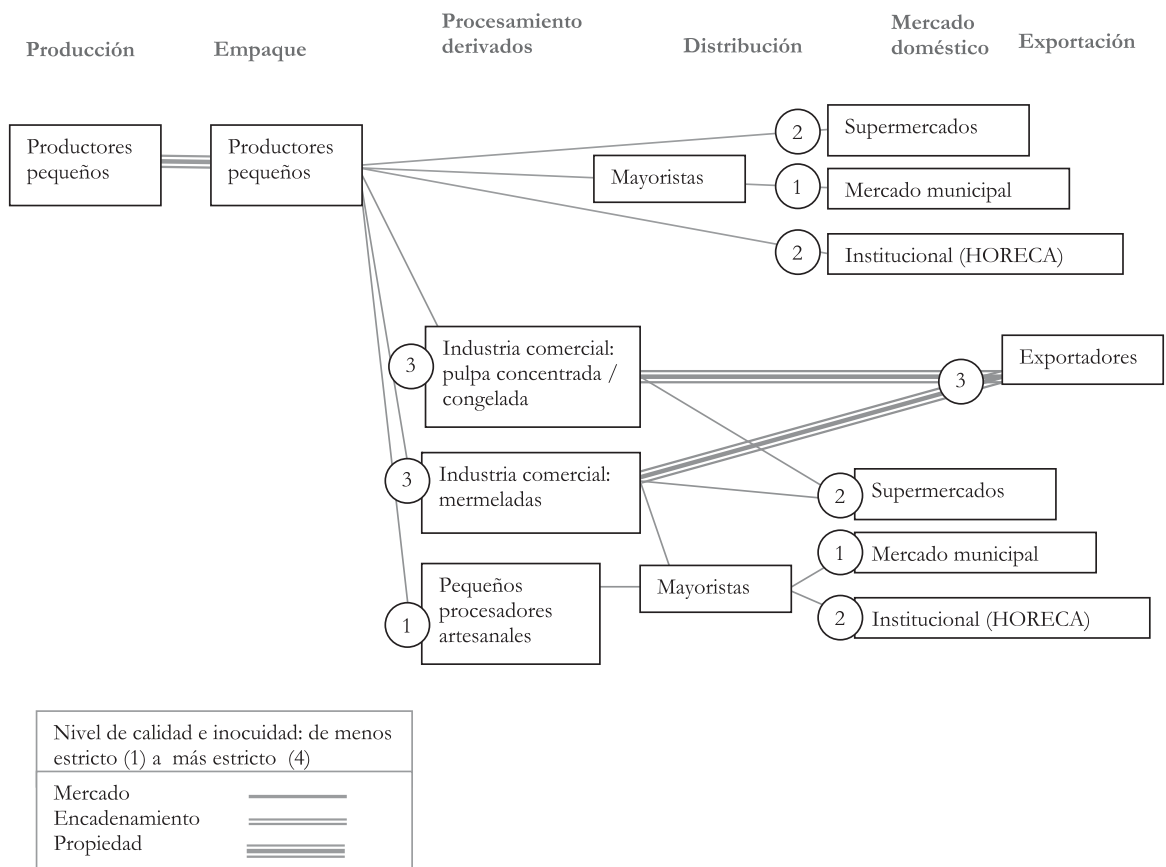 Producción
Empaque
Procesamiento
derivados
Distribución
Mercado
doméstico
Exportación
Productores
pequeños
Productores
pequeños
2
Supermercados
Mayoristas
1
Mercado municipal
2
Institucional (HORECA)
3
Industria comercial:
pulpa concentrada /
congelada
3
Exportadores
3
Industria comercial:
mermeladas
2
Supermercados
1
Mercado municipal
1
Pequeños
procesadores
artesanales
Mayoristas
2
Institucional (HORECA)
Nivel de calidad e inocuidad: de menos
estricto (1) a más estricto (4)
Mercado
Encadenamiento
Propiedad